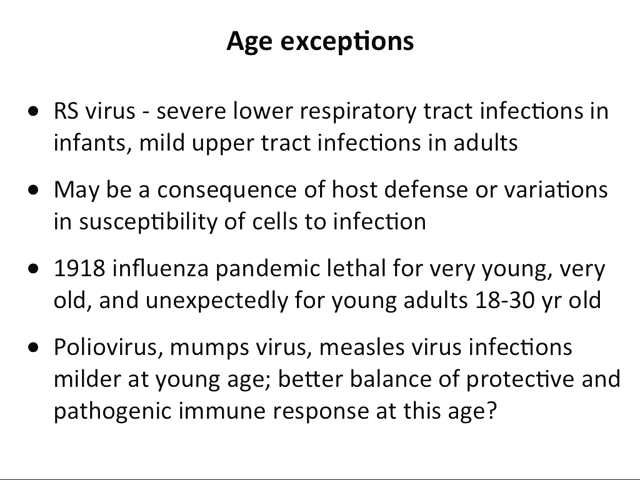 Age exceptions
● RS virus - severe lower respiratory tract infections in
infants, mild upper tract infections in adults
● May be a consequence of host defense or variations
in susceptibility of cells to infection
● 1918 influenza pandemic lethal for very young, very
old, and unexpectedly for young adults 18-30 yr old
● Poliovirus, mumps virus, measles virus infections
milder at young age; better balance of protective and
pathogenic immune response at this age?